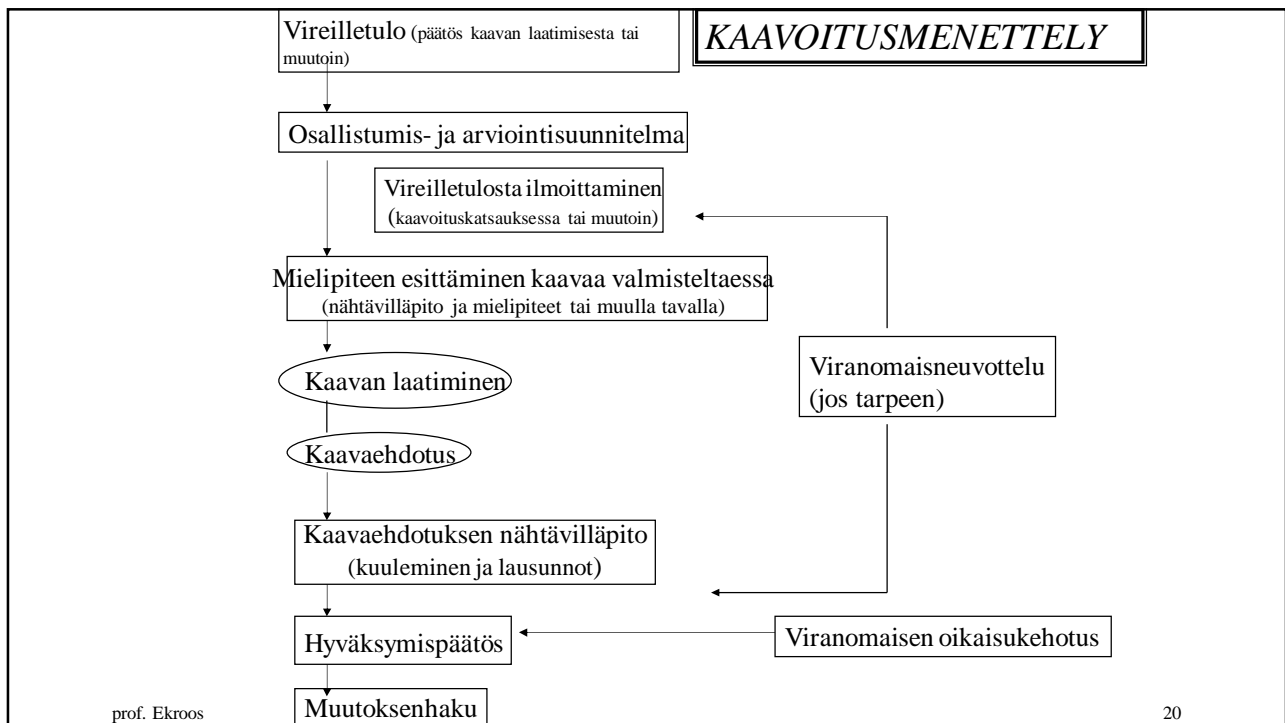 KAAVOITUSMENETTELY
Vireilletulo (päätös kaavan laatimisesta tai
muutoin)
Osallistumis- ja arviointisuunnitelma
Vireilletulosta ilmoittaminen
(kaavoituskatsauksessa tai muutoin)
Mielipiteen esittäminen kaavaa valmisteltaessa
(nähtävilläpito ja mielipiteet tai muulla tavalla)
Viranomaisneuvottelu
(jos tarpeen)
Kaavan laatiminen
Kaavaehdotus
Kaavaehdotuksen nähtävilläpito
(kuuleminen ja lausunnot)
Hyväksymispäätös
Viranomaisen oikaisukehotus
Muutoksenhaku
prof. Ekroos
20